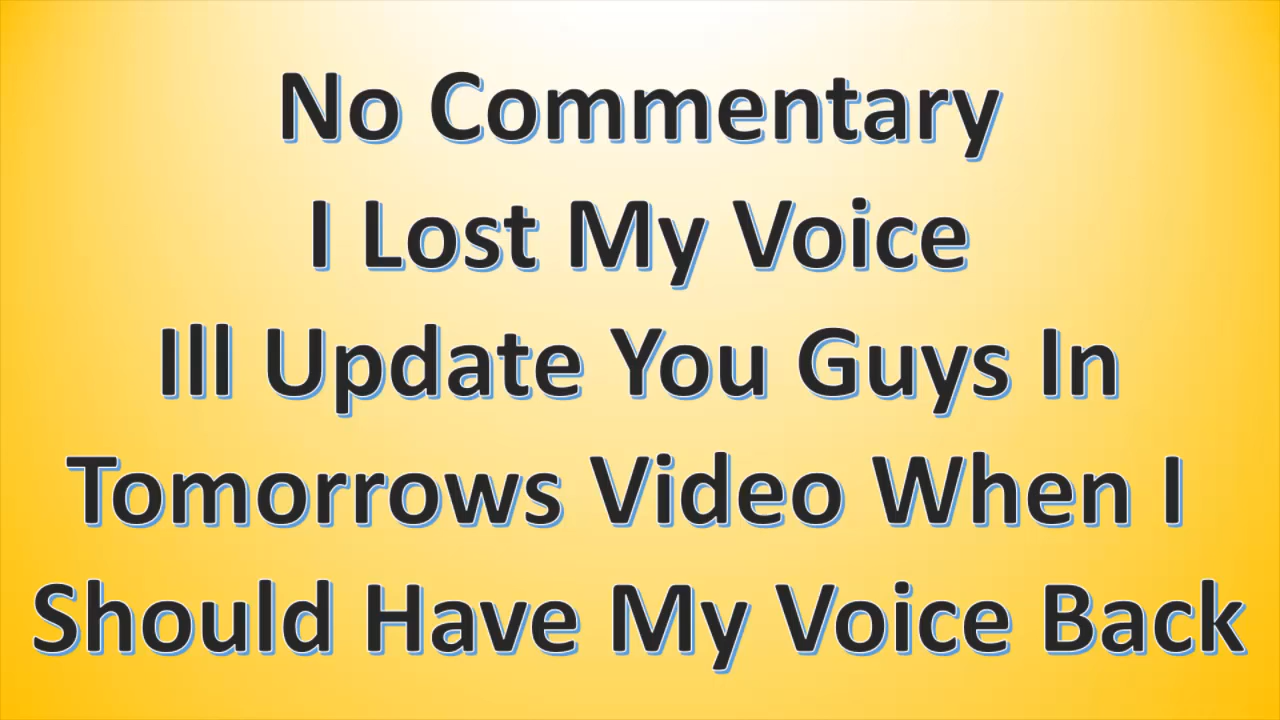 No Commentary
I Lost My Voice
Ill Update You Guys In
Tomorrows Video When I
Should Have My Voice Back